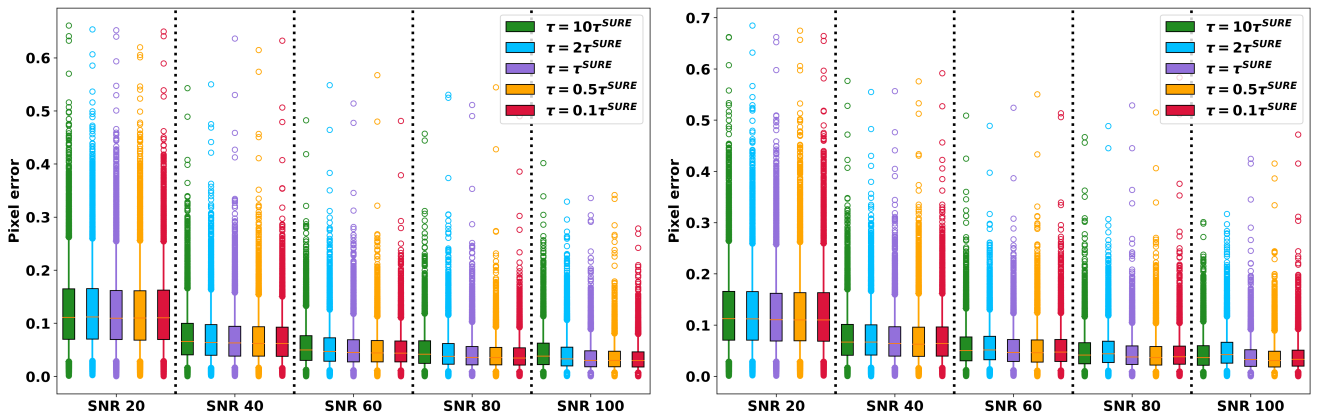 Pixel error
0.6
0.5
0.4
0.3
0.2
0.1
0.0
τ = 10τ^SURE
τ = 2τ^SURE
τ = τ^SURE
τ = 0.5τ^SURE
τ = 0.1τ^SURE
SNR 20 SNR 40 SNR 60 SNR 80 SNR 100
Pixel error
0.7
0.6
0.5
0.4
0.3
0.2
0.1
0.0
τ = 10τ^SURE
τ = 2τ^SURE
τ = τ^SURE
τ = 0.5τ^SURE
τ = 0.1τ^SURE
SNR 20 SNR 40 SNR 60 SNR 80 SNR 100